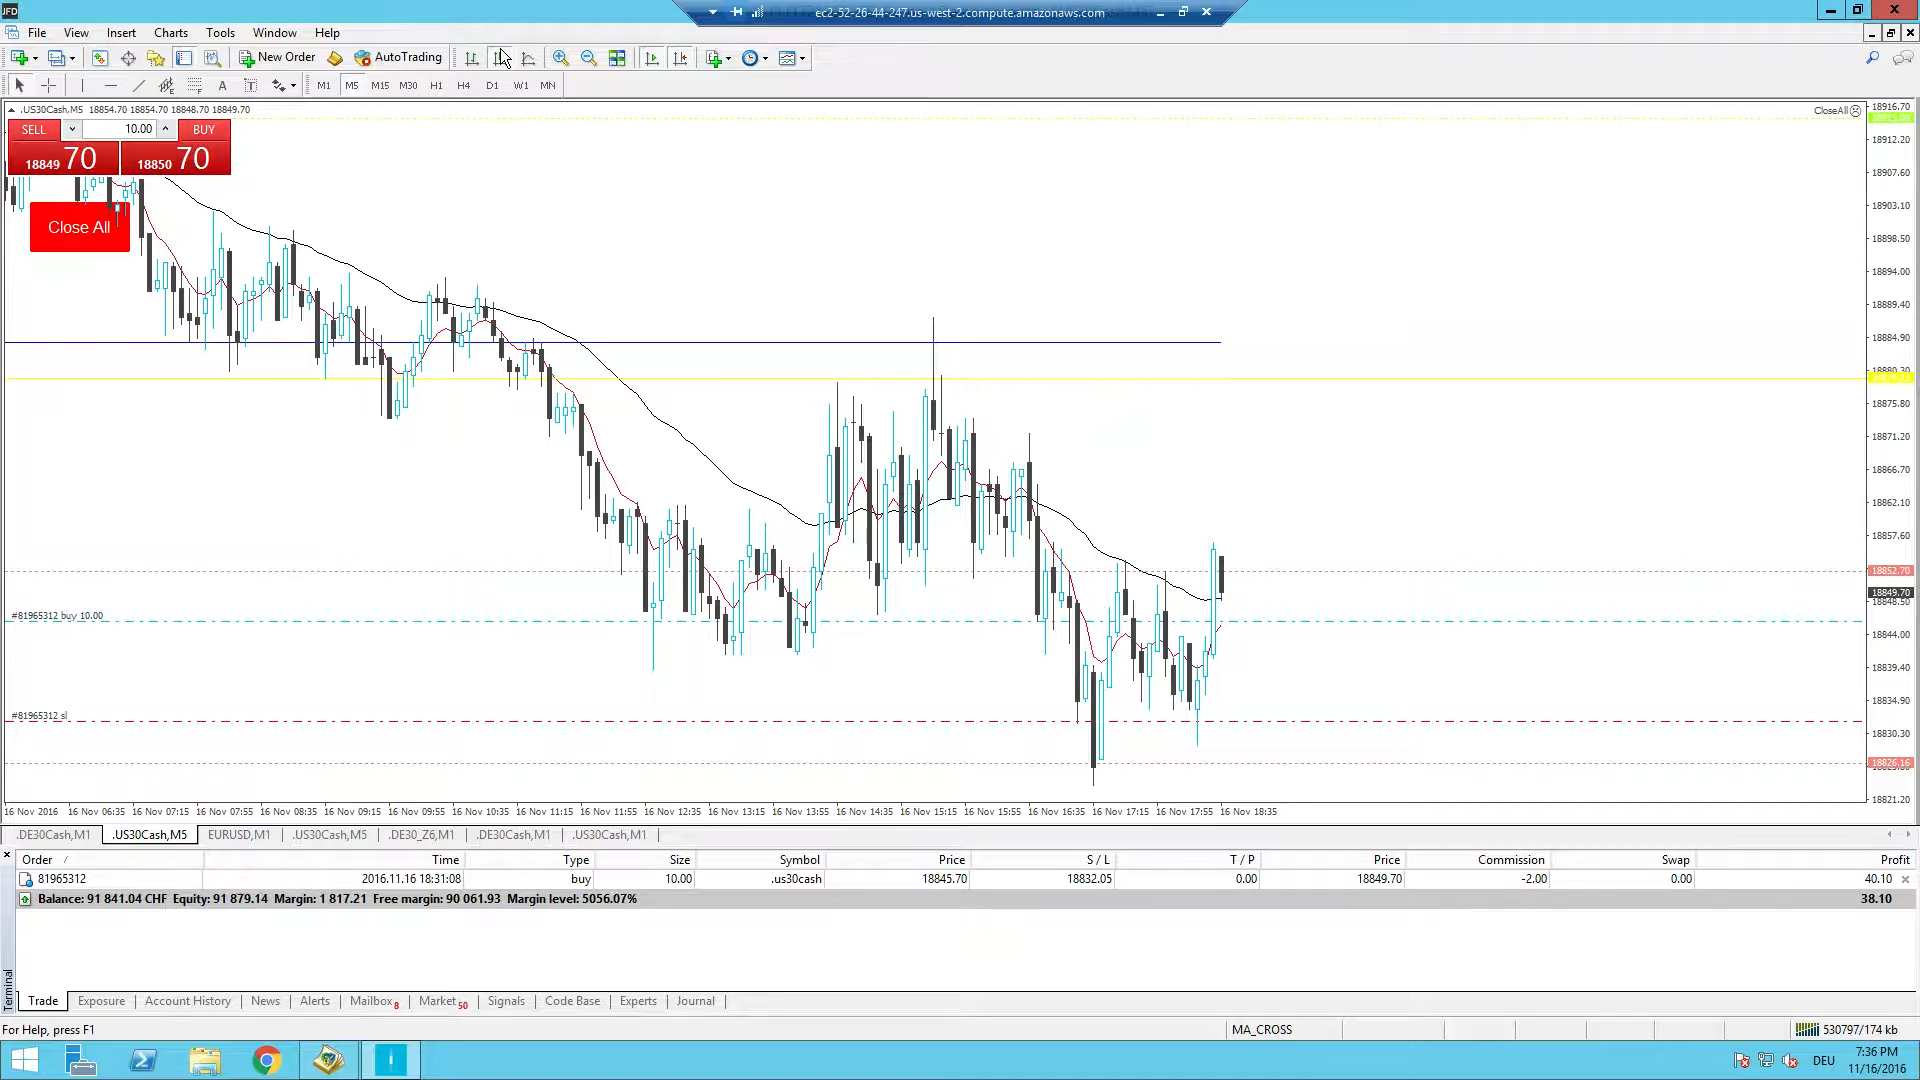 JFD
ec2-52-26-44-247.us-west-2.compute.amazonaws.com
File View Insert Charts Tools Window Help
New Order AutoTrading
A T M1 M5 M15 M30 H1 H4 D1 W1 MN
.US30Cash,M5 18854.70 18854.70 18848.70 18849.70
CloseAll
SELL 10.00 BUY
18849 70 18850 70
Close All
18916.70
18912.20
18907.60
18903.10
18898.50
18894.00
18889.40
18884.90
18880.30
18875.80
18871.20
18866.70
18862.10
18857.60
18852.70
18849.70
18848.50
18844.00
18839.40
18834.90
18830.30
18826.16
18821.20
#81965312 buy 10.00
#81965312 sl
16 Nov 2016 16 Nov 06:35 16 Nov 07:15 16 Nov 07:55 16 Nov 08:35 16 Nov 09:15 16 Nov 09:55 16 Nov 10:35 16 Nov 11:15 16 Nov 11:55 16 Nov 12:35 16 Nov 13:15 16 Nov 13:55 16 Nov 14:35 16 Nov 15:15 16 Nov 15:55 16 Nov 16:35 16 Nov 17:15 16 Nov 17:55 16 Nov 18:35
.DE30Cash,M1 .US30Cash,M5 EURUSD,M1 .US30Cash,M5 .DE30_Z6,M1 .DE30Cash,M1 .US30Cash,M1
Order / Time Type Size Symbol Price S / L T / P Price Commission Swap Profit
81965312 2016.11.16 18:31:08 buy 10.00 .us30cash 18845.70 18832.05 0.00 18849.70 -2.00 0.00 40.10
Balance: 91 841.04 CHF Equity: 91 879.14 Margin: 1 817.21 Free margin: 90 061.93 Margin level: 5056.07% 38.10
Terminal
Trade Exposure Account History News Alerts Mailbox 8 Market 50 Signals Code Base Experts Journal
For Help, press F1 MA_CROSS 530797/174 kb
DEU 7:36 PM
11/16/2016